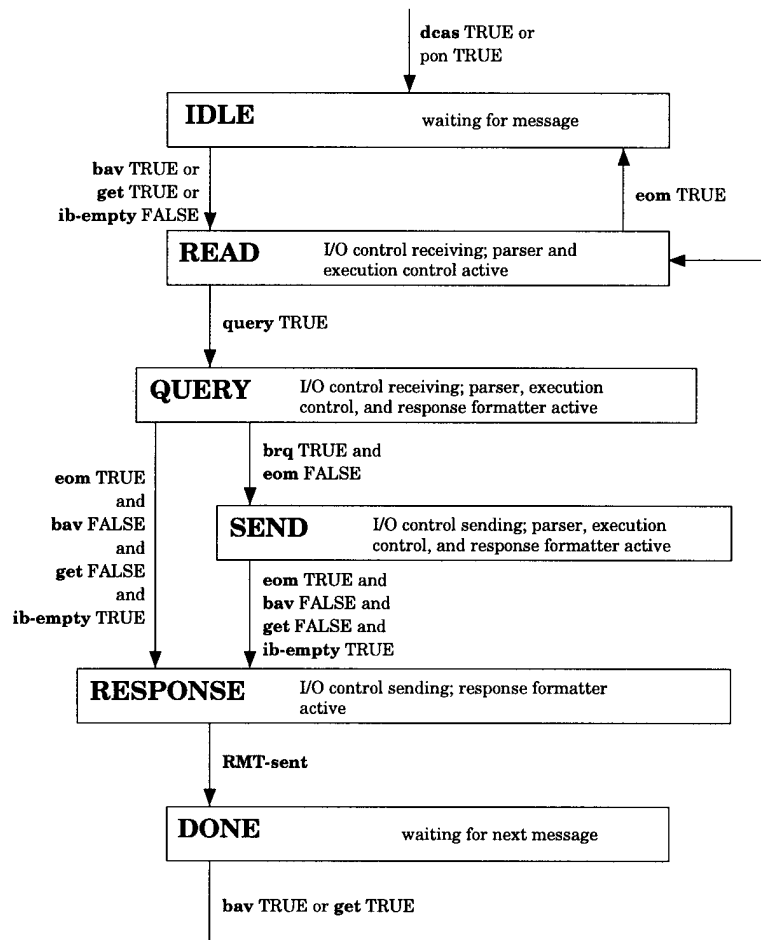 dcas TRUE or
pon TRUE
IDLE waiting for message
bav TRUE or
get TRUE or
ib-empty FALSE
eom TRUE
READ I/O control receiving; parser and
execution control active
query TRUE
QUERY I/O control receiving; parser, execution
control, and response formatter active
eom TRUE
and
bav FALSE
and
get FALSE
and
ib-empty TRUE
brq TRUE and
eom FALSE
SEND I/O control sending; parser, execution
control, and response formatter active
eom TRUE and
bav FALSE and
get FALSE and
ib-empty TRUE
RESPONSE I/O control sending; response formatter
active
RMT-sent
DONE waiting for next message
bav TRUE or get TRUE